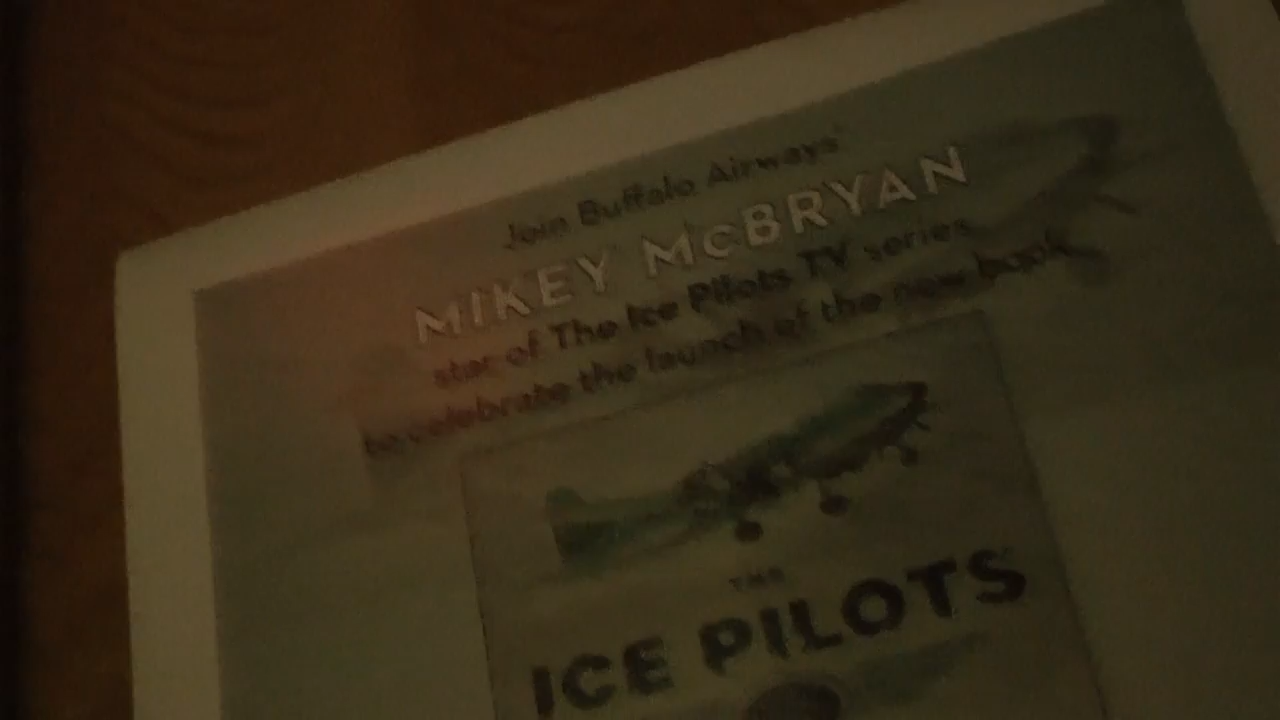 Join Buffalo Airways'
MIKEY McBRYAN
star of The Ice Pilots TV series
to celebrate the launch of the new book
THE
ICE PILOTS